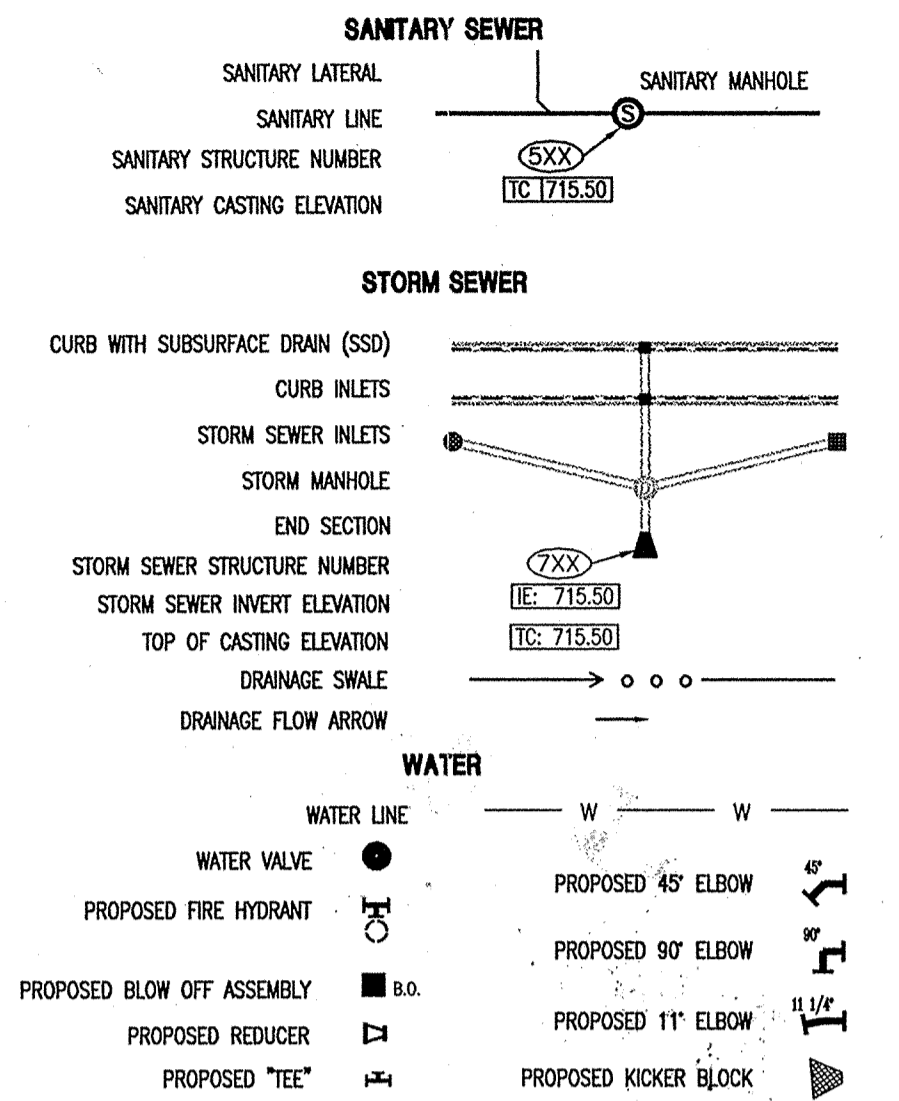 SANITARY SEWER
SANITARY LATERAL
SANITARY MANHOLE
SANITARY LINE
S
SANITARY STRUCTURE NUMBER
5XX
TC 715.50
SANITARY CASTING ELEVATION
STORM SEWER
CURB WITH SUBSURFACE DRAIN (SSD)
CURB INLETS
STORM SEWER INLETS
STORM MANHOLE
D
END SECTION
STORM SEWER STRUCTURE NUMBER
7XX
STORM SEWER INVERT ELEVATION
IE: 715.50
TOP OF CASTING ELEVATION
TC: 715.50
DRAINAGE SWALE
DRAINAGE FLOW ARROW
WATER
WATER LINE
W W
WATER VALVE
PROPOSED FIRE HYDRANT
PROPOSED BLOW OFF ASSEMBLY
B.O.
PROPOSED REDUCER
PROPOSED "TEE"
PROPOSED 45° ELBOW
45°
PROPOSED 90° ELBOW
90°
PROPOSED 11° ELBOW
11 1/4°
PROPOSED KICKER BLOCK